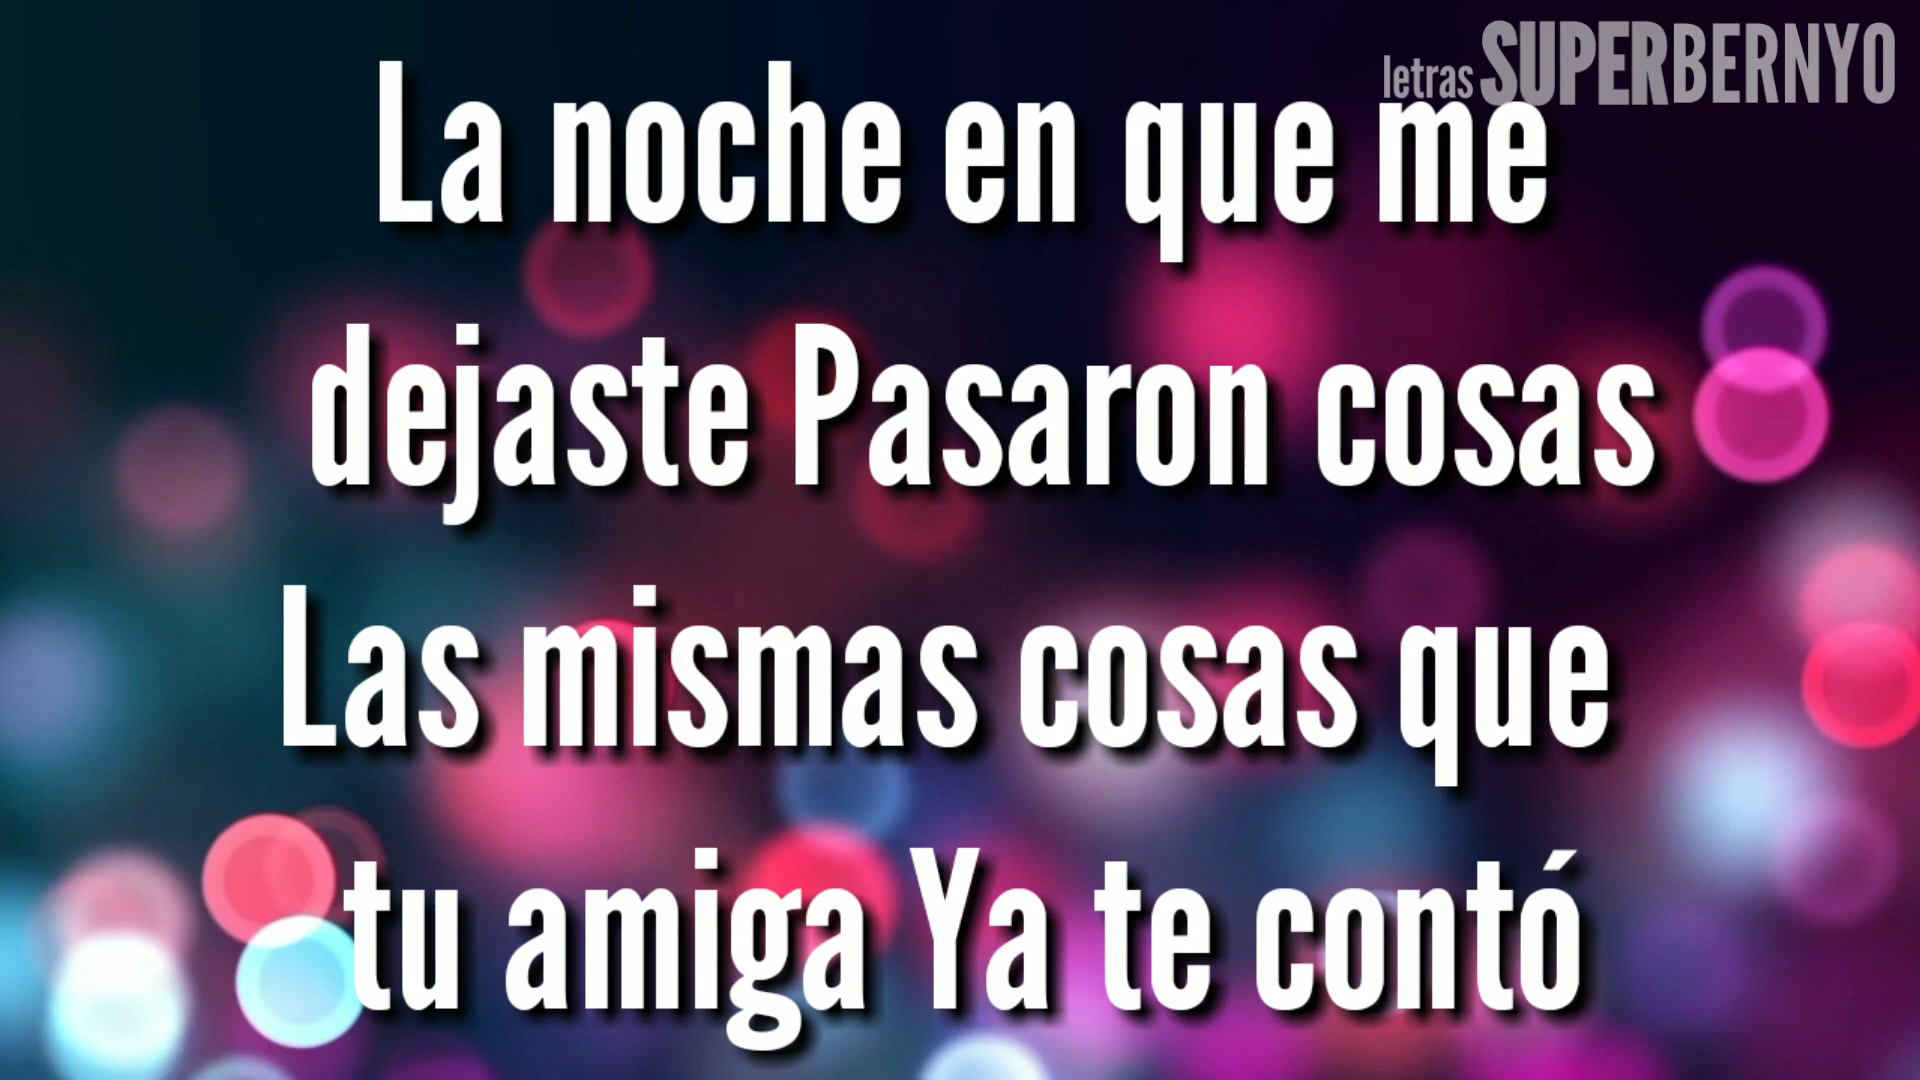 letras SUPERBERNYO
La noche en que me
dejaste Pasaron cosas
Las mismas cosas que
tu amiga Ya te contó